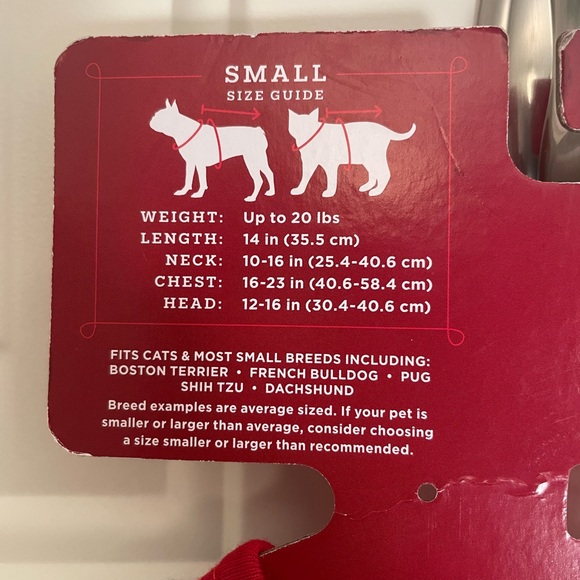 SMALL
SIZE GUIDE
WEIGHT: Up to 20 lbs
LENGTH: 14 in (35.5 cm)
NECK: 10-16 in (25.4-40.6 cm)
CHEST: 16-23 in (40.6-58.4 cm)
HEAD: 12-16 in (30.4-40.6 cm)
FITS CATS & MOST SMALL BREEDS INCLUDING:
BOSTON TERRIER • FRENCH BULLDOG • PUG
SHIH TZU • DACHSHUND
Breed examples are average sized. If your pet is
smaller or larger than average, consider choosing
a size smaller or larger than recommended.